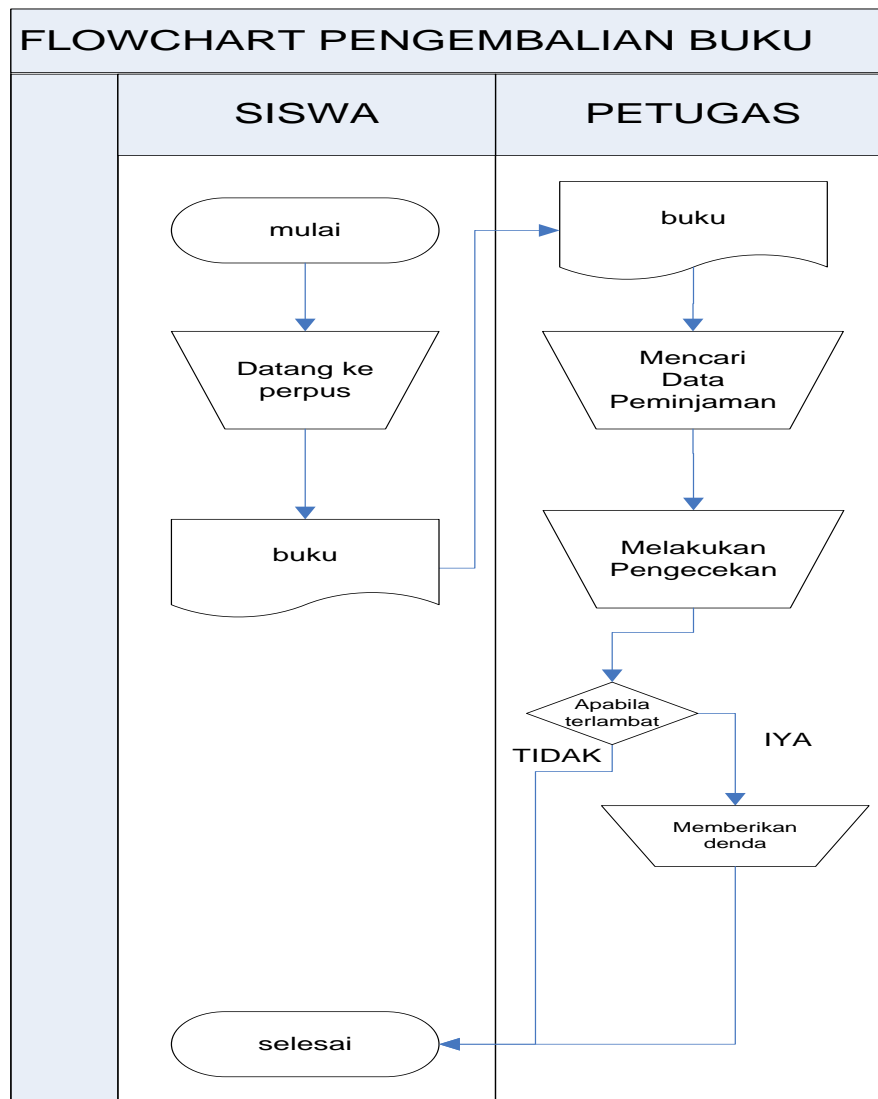 FLOWCHART PENGEMBALIAN BUKU
SISWA
PETUGAS
mulai
Datang ke
perpus
buku
buku
Mencari
Data
Peminjaman
Melakukan
Pengecekan
Apabila
terlambat
TIDAK
IYA
Memberikan
denda
selesai